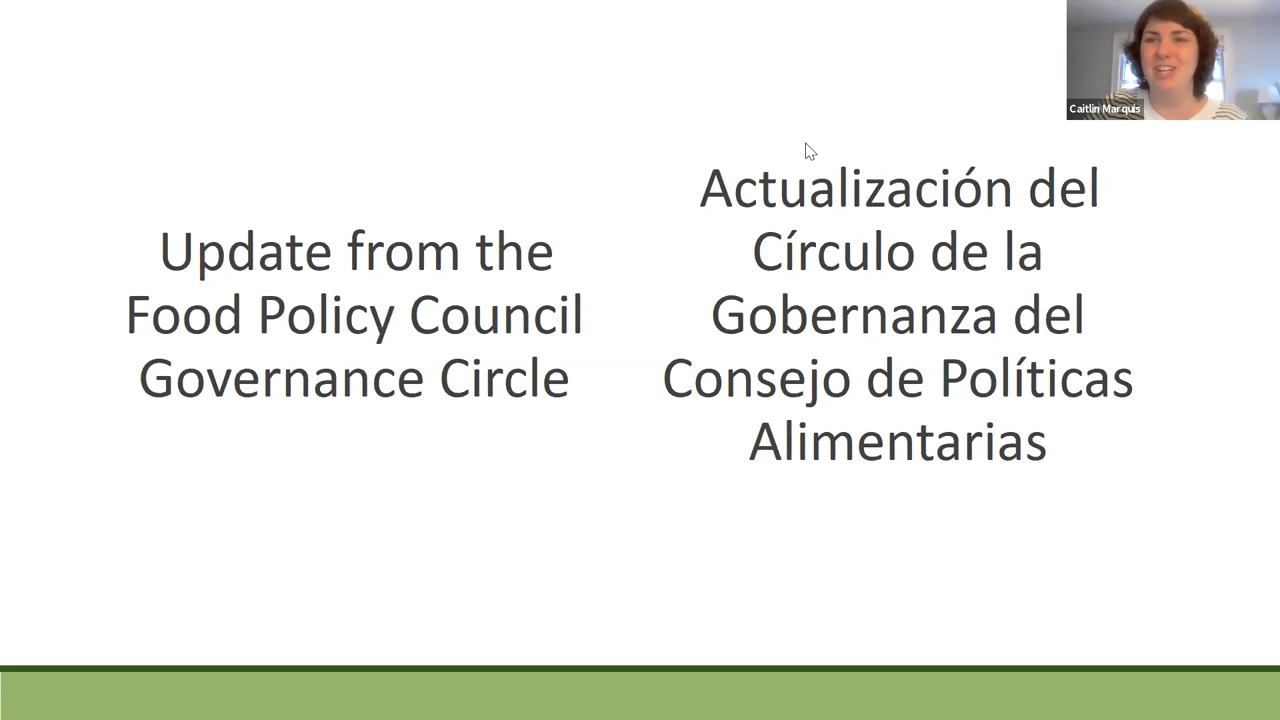 Caitlin Marquis
Update from the
Food Policy Council
Governance Circle
Actualización del
Círculo de la
Gobernanza del
Consejo de Políticas
Alimentarias